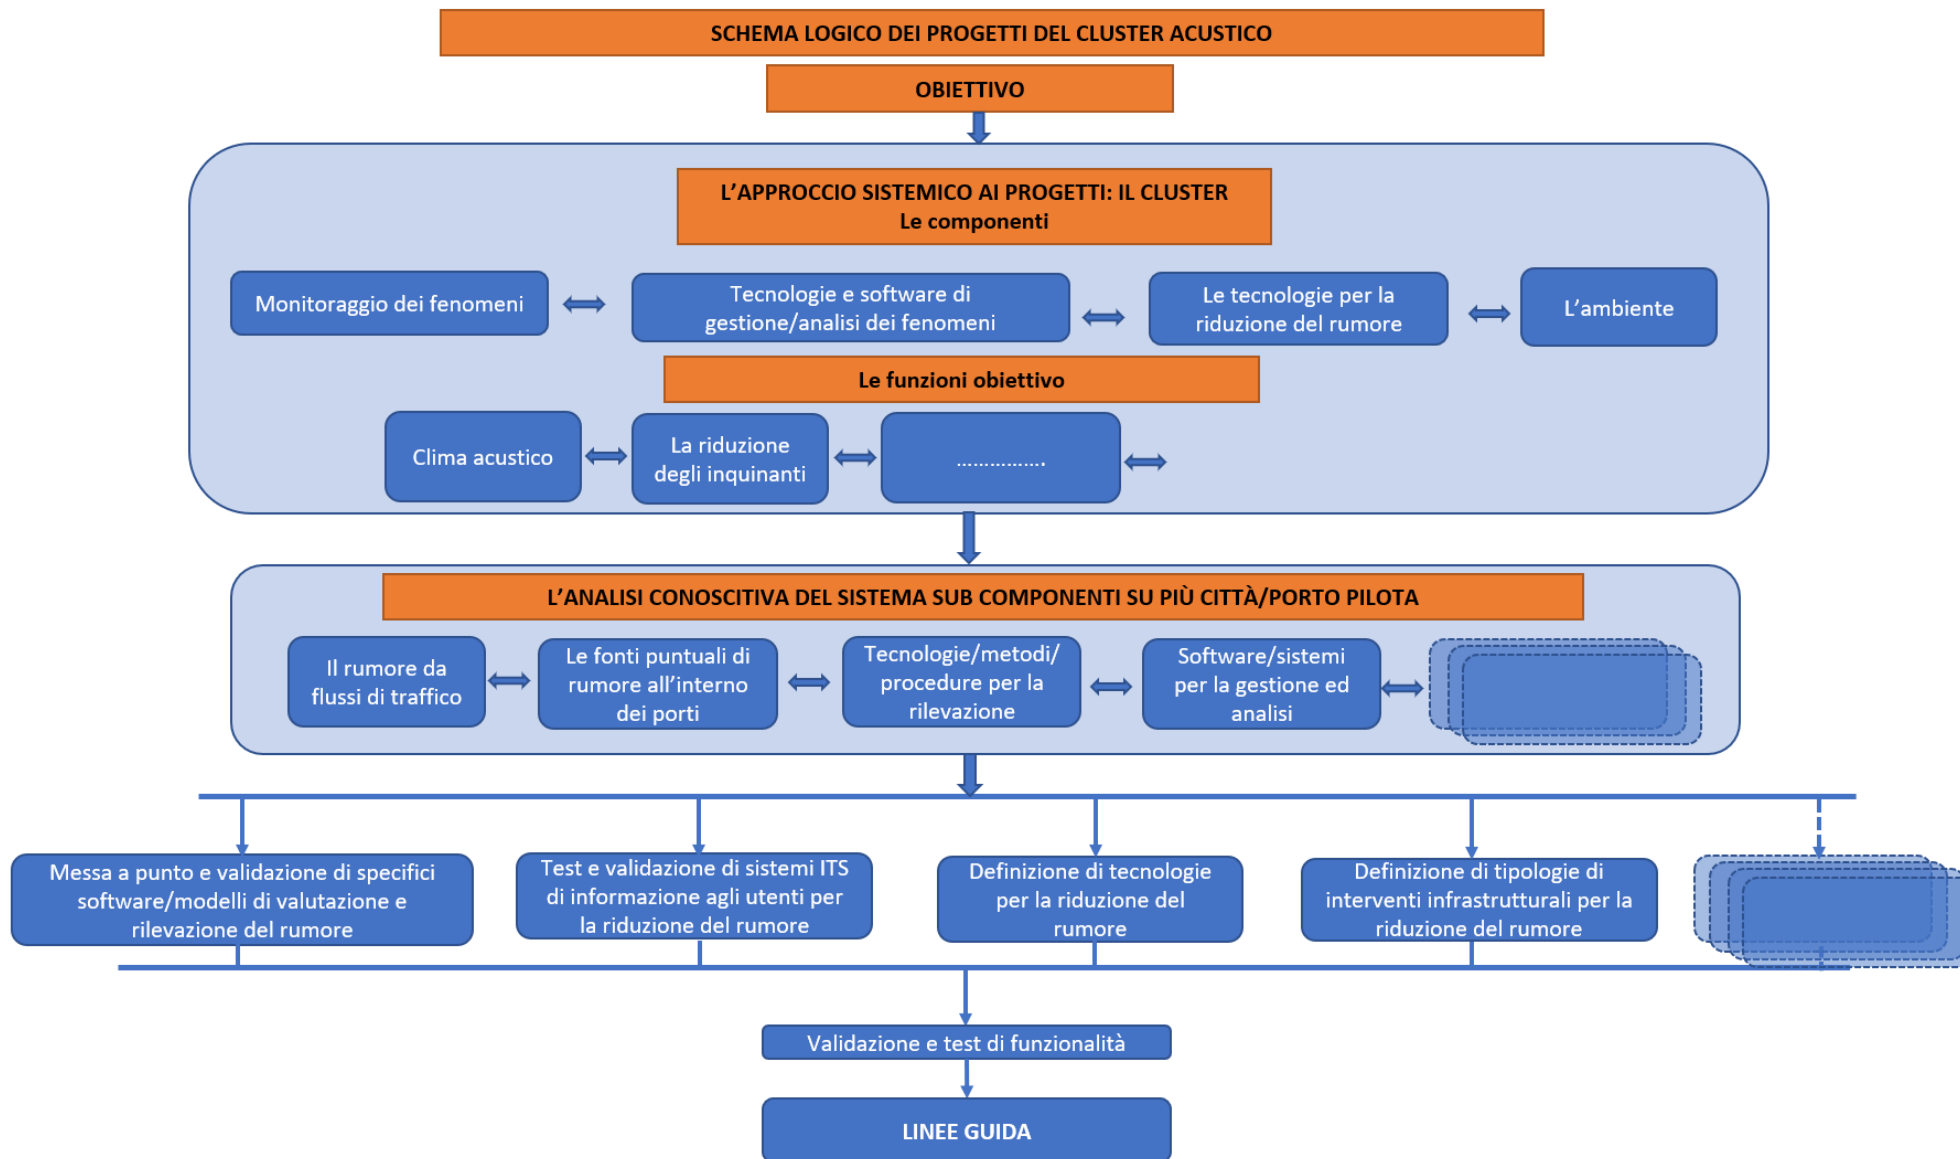 SCHEMA LOGICO DEI PROGETTI DEL CLUSTER ACUSTICO
OBIETTIVO
L’APPROCCIO SISTEMICO AI PROGETTI: IL CLUSTER
Le componenti
Monitoraggio dei fenomeni
Tecnologie e software di
gestione/analisi dei fenomeni
Le tecnologie per la
riduzione del rumore
L’ambiente
Le funzioni obiettivo
Clima acustico
La riduzione
degli inquinanti
…………….
L’ANALISI CONOSCITIVA DEL SISTEMA SUB COMPONENTI SU PIÙ CITTÀ/PORTO PILOTA
Il rumore da
flussi di traffico
Le fonti puntuali di
rumore all’interno
dei porti
Tecnologie/metodi/
procedure per la
rilevazione
Software/sistemi
per la gestione ed
analisi
Messa a punto e validazione di specifici
software/modelli di valutazione e
rilevazione del rumore
Test e validazione di sistemi ITS
di informazione agli utenti per
la riduzione del rumore
Definizione di tecnologie
per la riduzione del
rumore
Definizione di tipologie di
interventi infrastrutturali per la
riduzione del rumore
Validazione e test di funzionalità
LINEE GUIDA